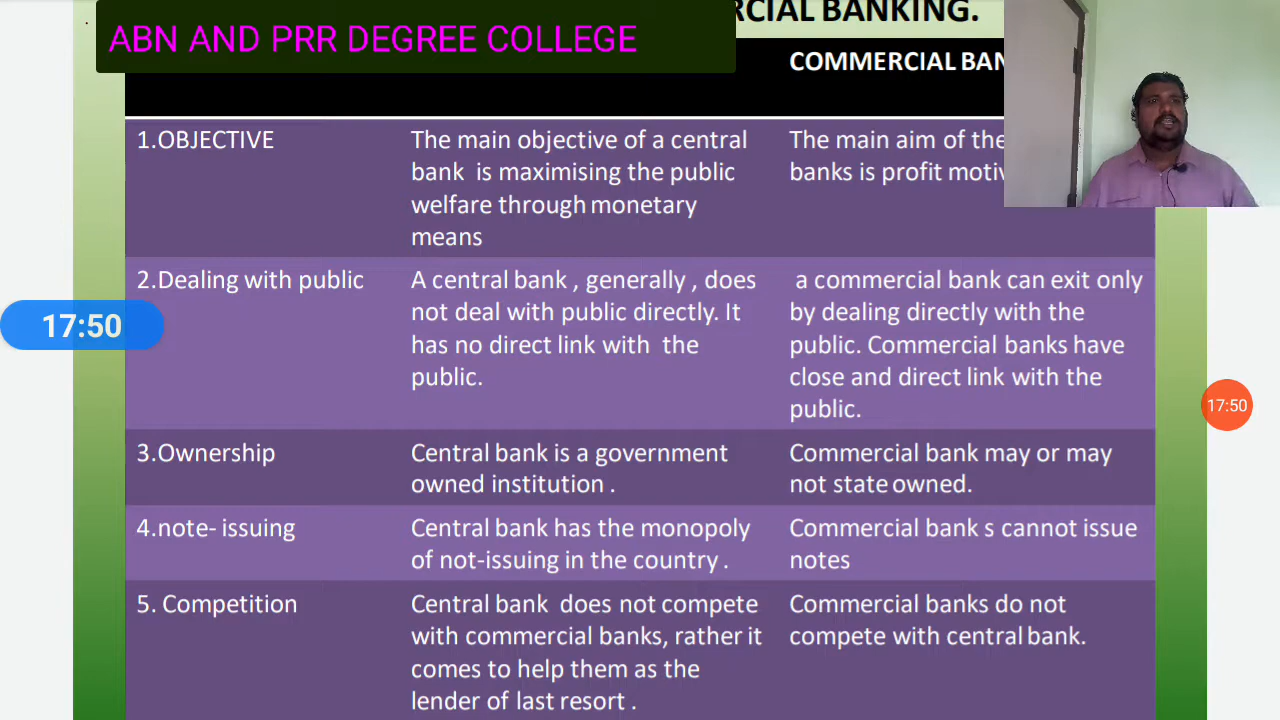 RCIAL BANKING.
ABN AND PRR DEGREE COLLEGE
COMMERCIAL BAN
1.OBJECTIVE
The main objective of a central
bank is maximising the public
welfare through monetary
means
The main aim of the
banks is profit motiv
2.Dealing with public
A central bank , generally , does
not deal with public directly. It
has no direct link with the
public.
a commercial bank can exit only
by dealing directly with the
public. Commercial banks have
close and direct link with the
public.
17:50
17:50
3.Ownership
Central bank is a government
owned institution .
Commercial bank may or may
not state owned.
4.note- issuing
Central bank has the monopoly
of not-issuing in the country .
Commercial bank s cannot issue
notes
5. Competition
Central bank does not compete
with commercial banks, rather it
comes to help them as the
lender of last resort .
Commercial banks do not
compete with central bank.